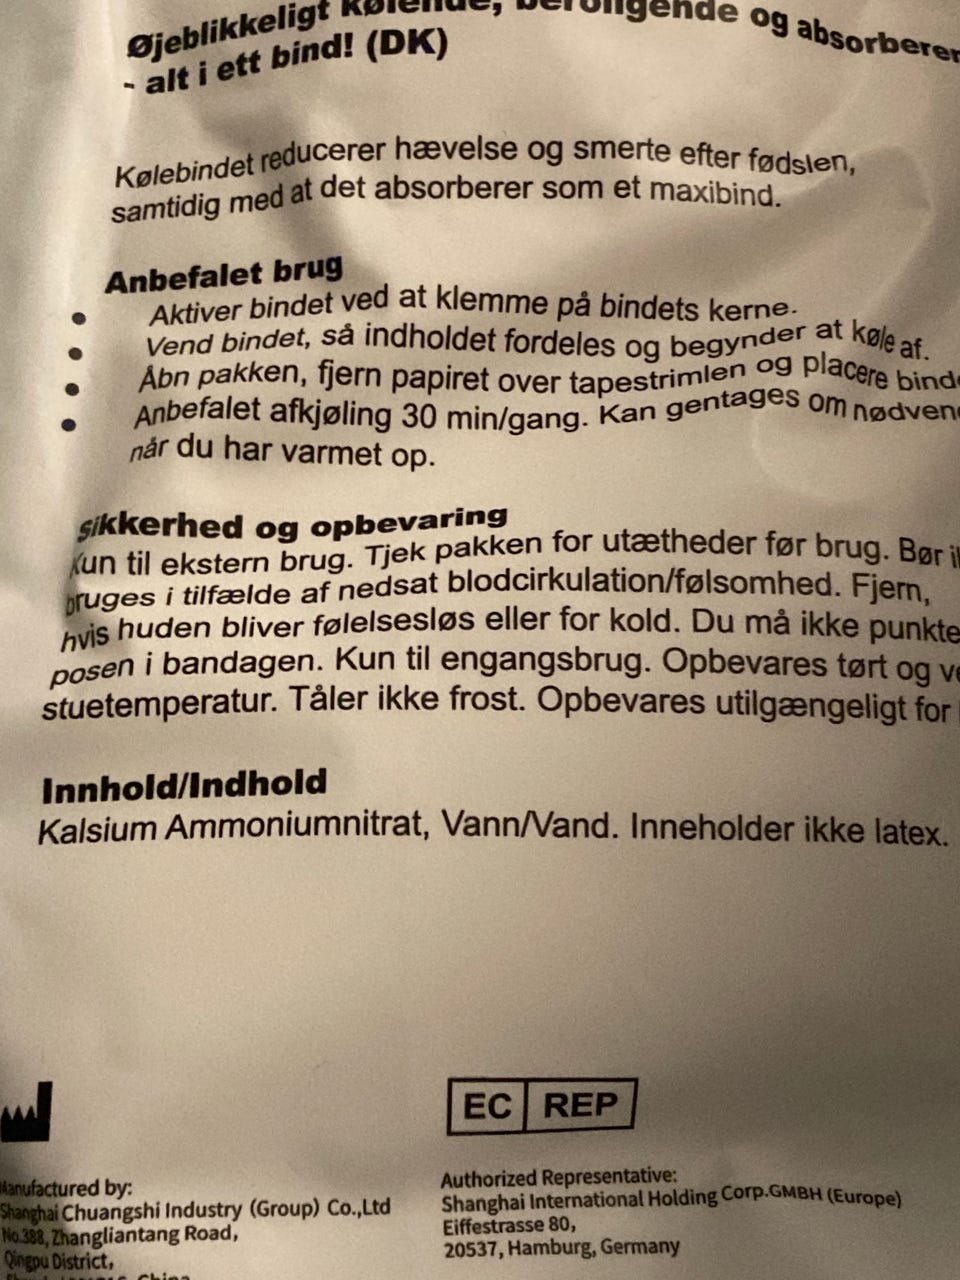 Øjeblikkeligt kølende, beroligende og absorberer
- alt i ett bind! (DK)
Kølebindet reducerer hævelse og smerte efter fødslen,
samtidig med at det absorberer som et maxibind.
Anbefalet brug
• Aktiver bindet ved at klemme på bindets kerne.
• Vend bindet, så indholdet fordeles og begynder at køle af.
• Åbn pakken, fjern papiret over tapestrimlen og placere bind
• Anbefalet afkjøling 30 min/gang. Kan gentages om nødven
når du har varmet op.
Sikkerhed og opbevaring
Kun til ekstern brug. Tjek pakken for utætheder før brug. Bør
bruges i tilfælde af nedsat blodcirkulation/følsomhed. Fjern,
hvis huden bliver følelsesløs eller for kold. Du må ikke punkte
posen i bandagen. Kun til engangsbrug. Opbevares tørt og
stuetemperatur. Tåler ikke frost. Opbevares utilgængeligt for
Innhold/Indhold
Kalsium Ammoniumnitrat, Vann/Vand. Inneholder ikke latex.
EC REP
Manufactured by:
Shanghai Chuangshi Industry (Group) Co.,Ltd
No.388, Zhangliantang Road,
Qingpu District,
China
Authorized Representative:
Shanghai International Holding Corp.GMBH (Europe)
Eiffestrasse 80,
20537, Hamburg, Germany